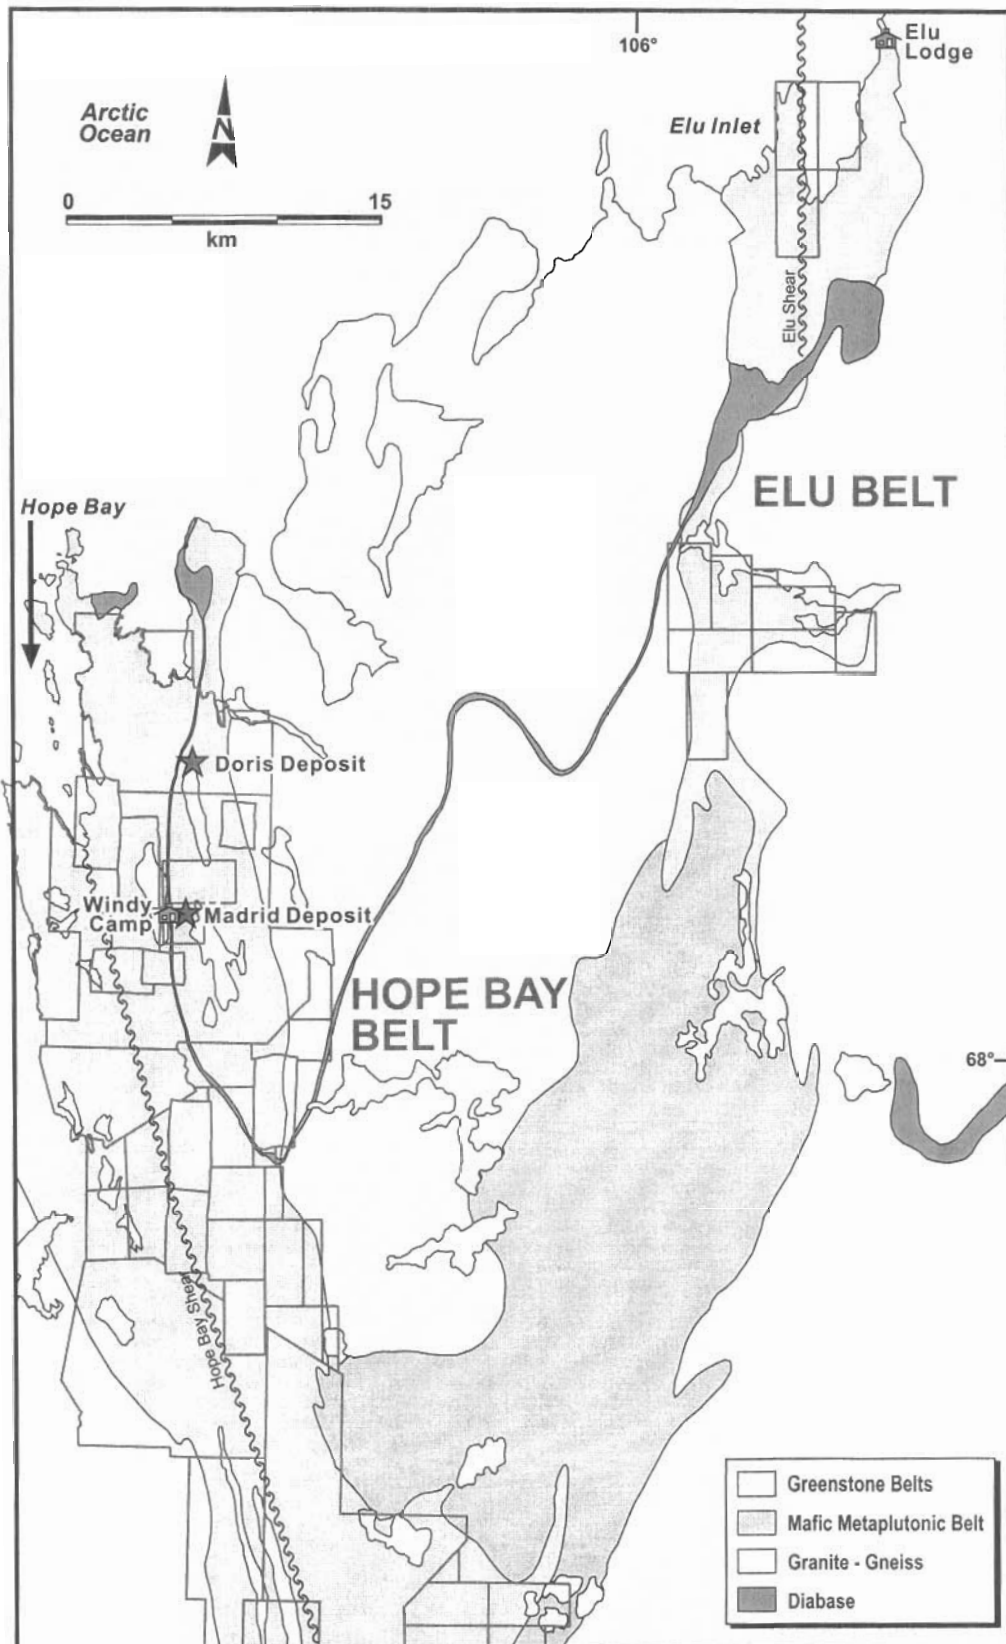 106°
Elu
Lodge
Arctic
Ocean
N
Elu Inlet
0
15
km
Elu Shear
ELU BELT
Hope Bay
Doris Deposit
Windy
Camp
Madrid Deposit
HOPE BAY
BELT
68°
Hope Bay Shear
Greenstone Belts
Mafic Metaplutonic Belt
Granite - Gneiss
Diabase